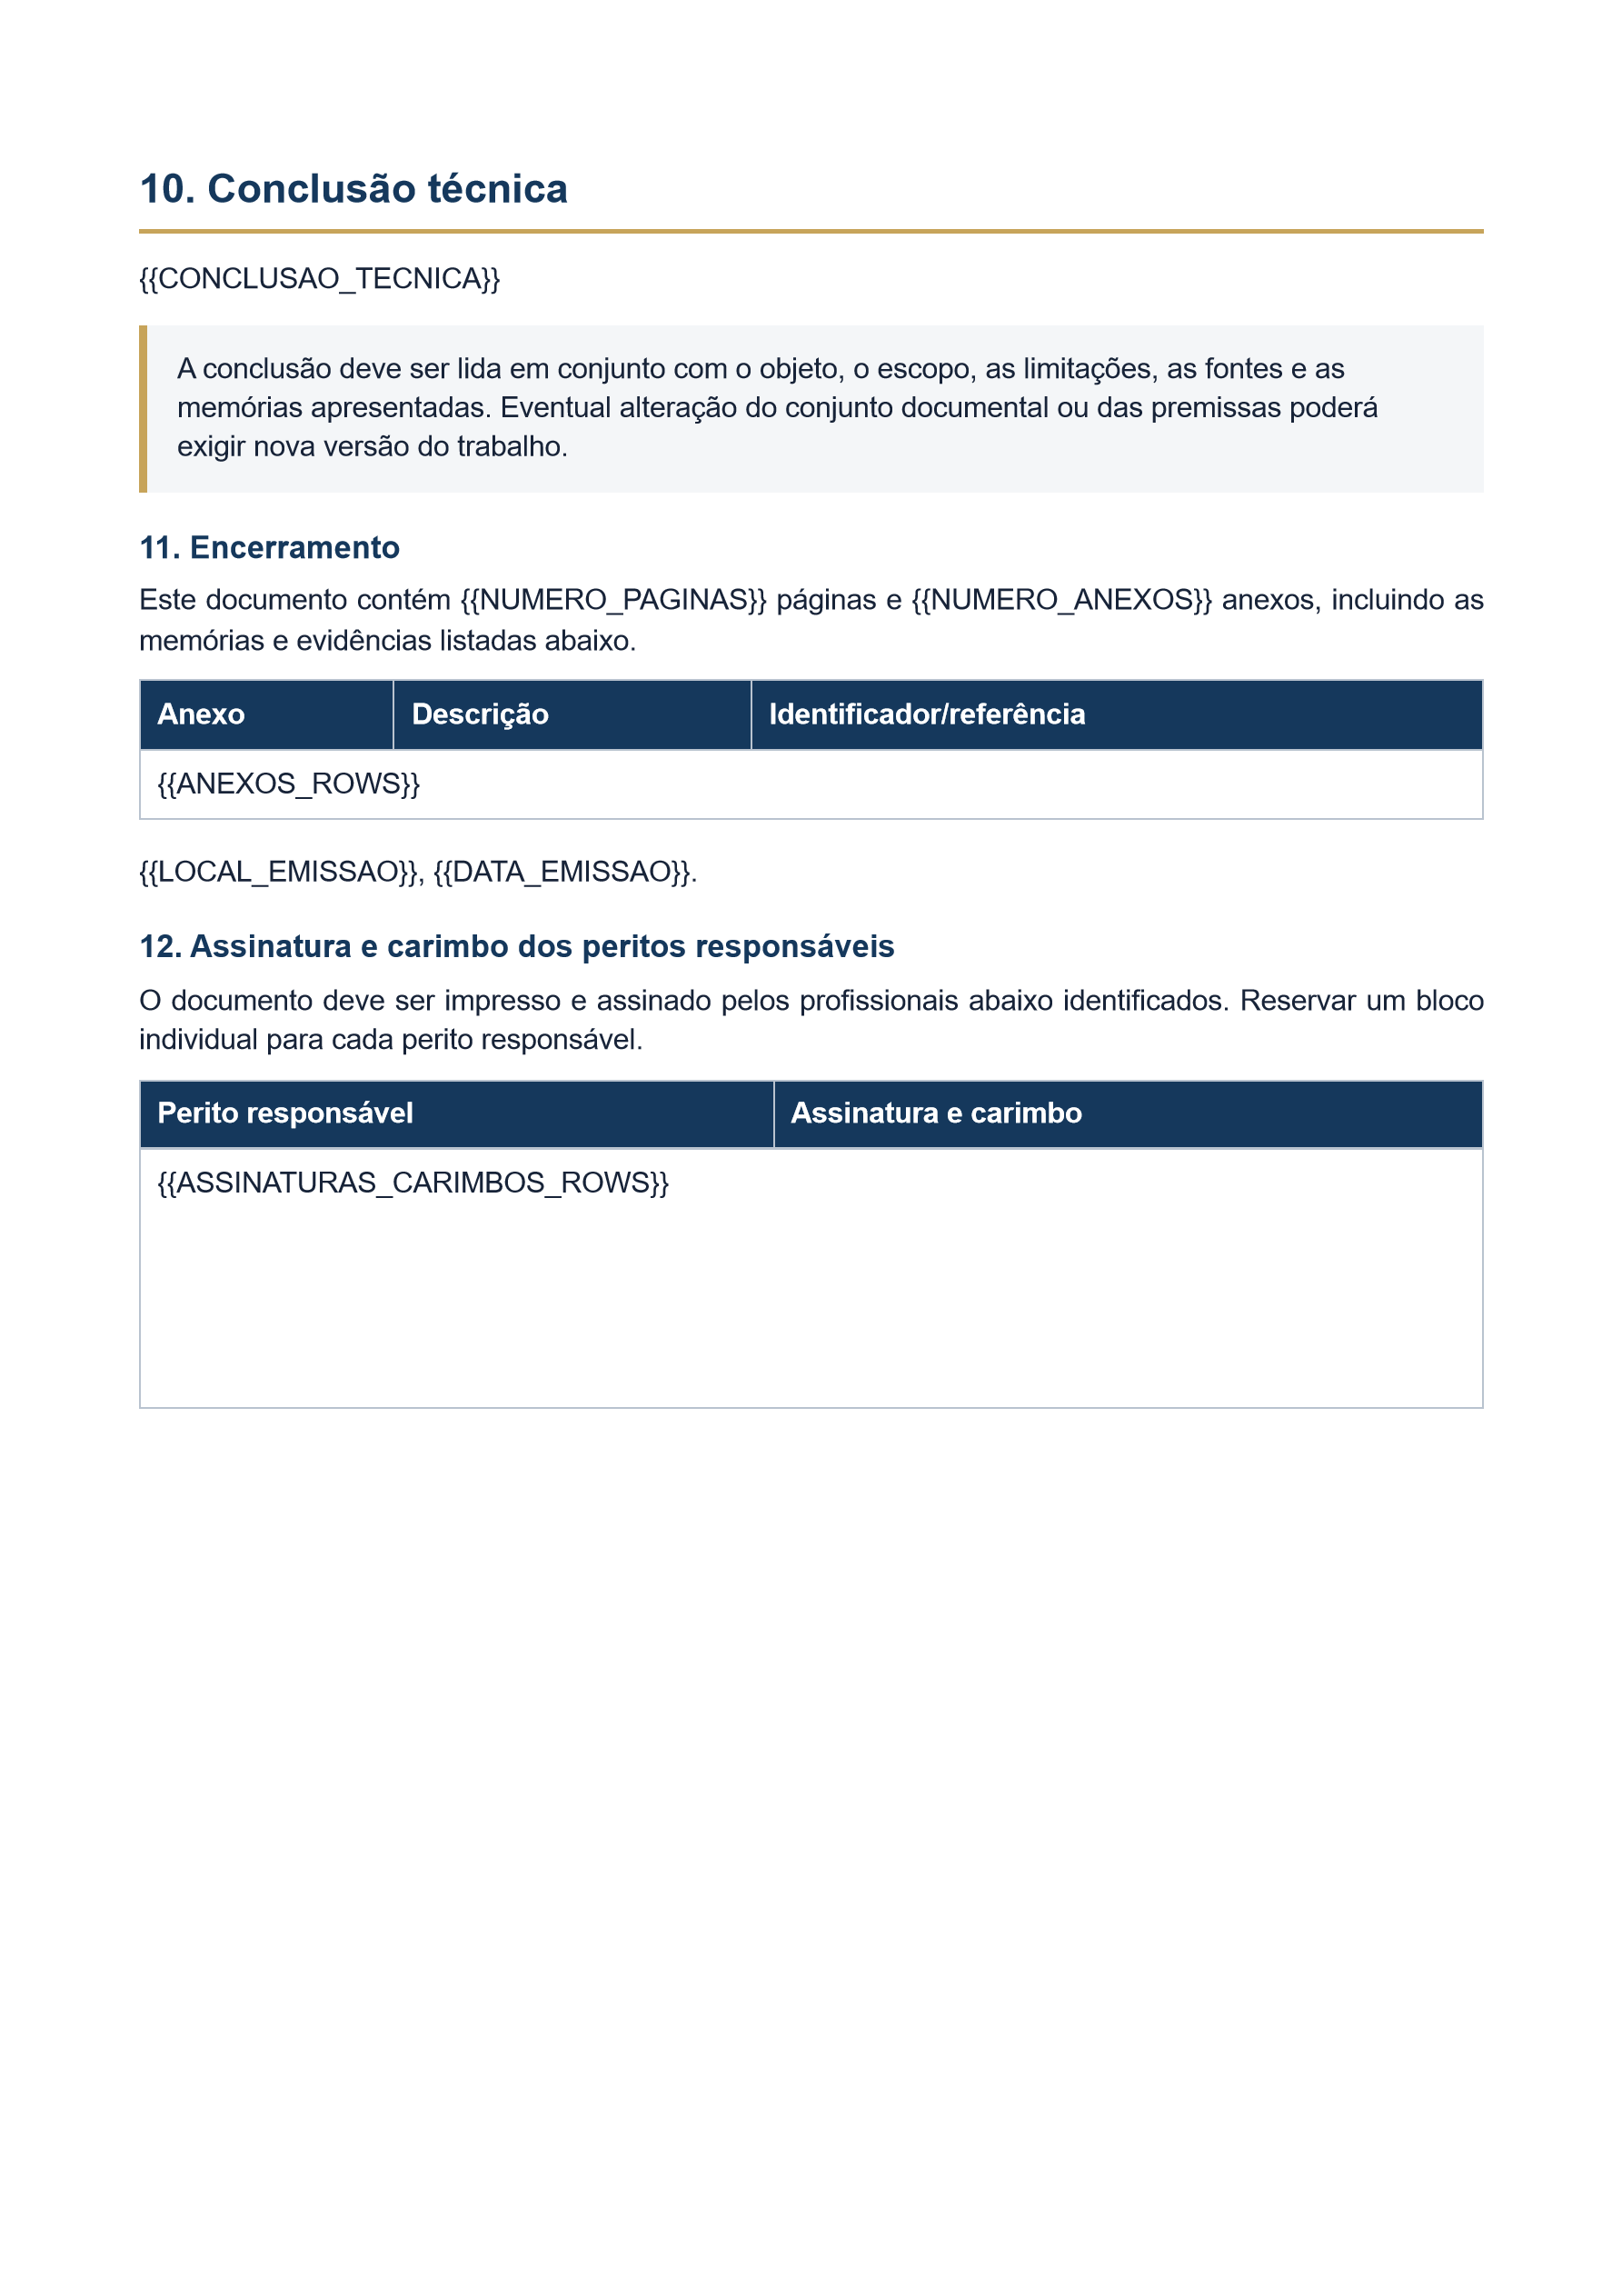 10. Conclusão técnica
{{CONCLUSAO_TECNICA}}
A conclusão deve ser lida em conjunto com o objeto, o escopo, as limitações, as fontes e as
memórias apresentadas. Eventual alteração do conjunto documental ou das premissas poderá
exigir nova versão do trabalho.
11. Encerramento
Este documento contém {{NUMERO_PAGINAS}} páginas e {{NUMERO_ANEXOS}} anexos, incluindo as
memórias e evidências listadas abaixo.
Anexo Descrição Identificador/referência
{{ANEXOS_ROWS}}
{{LOCAL_EMISSAO}}, {{DATA_EMISSAO}}.
12. Assinatura e carimbo dos peritos responsáveis
O documento deve ser impresso e assinado pelos profissionais abaixo identificados. Reservar um bloco
individual para cada perito responsável.
Perito responsável Assinatura e carimbo
{{ASSINATURAS_CARIMBOS_ROWS}}